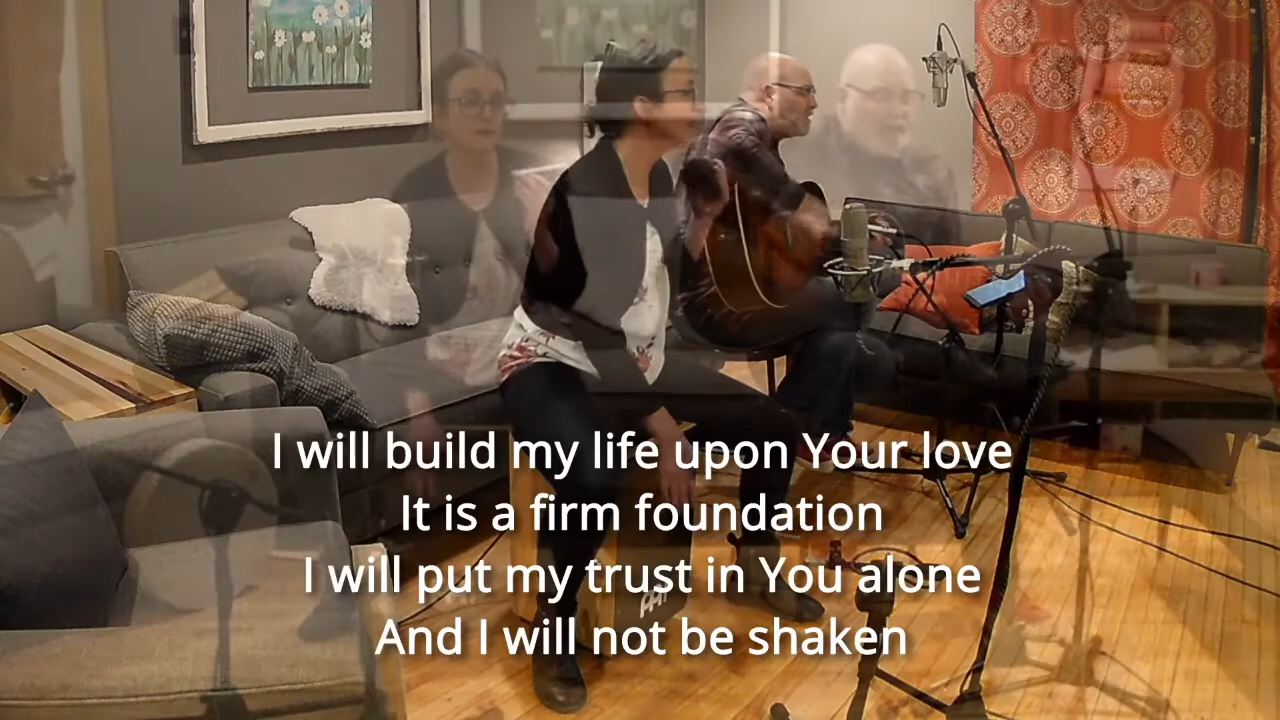 I will build my life upon Your love
It is a firm foundation
I will put my trust in You alone
And I will not be shaken